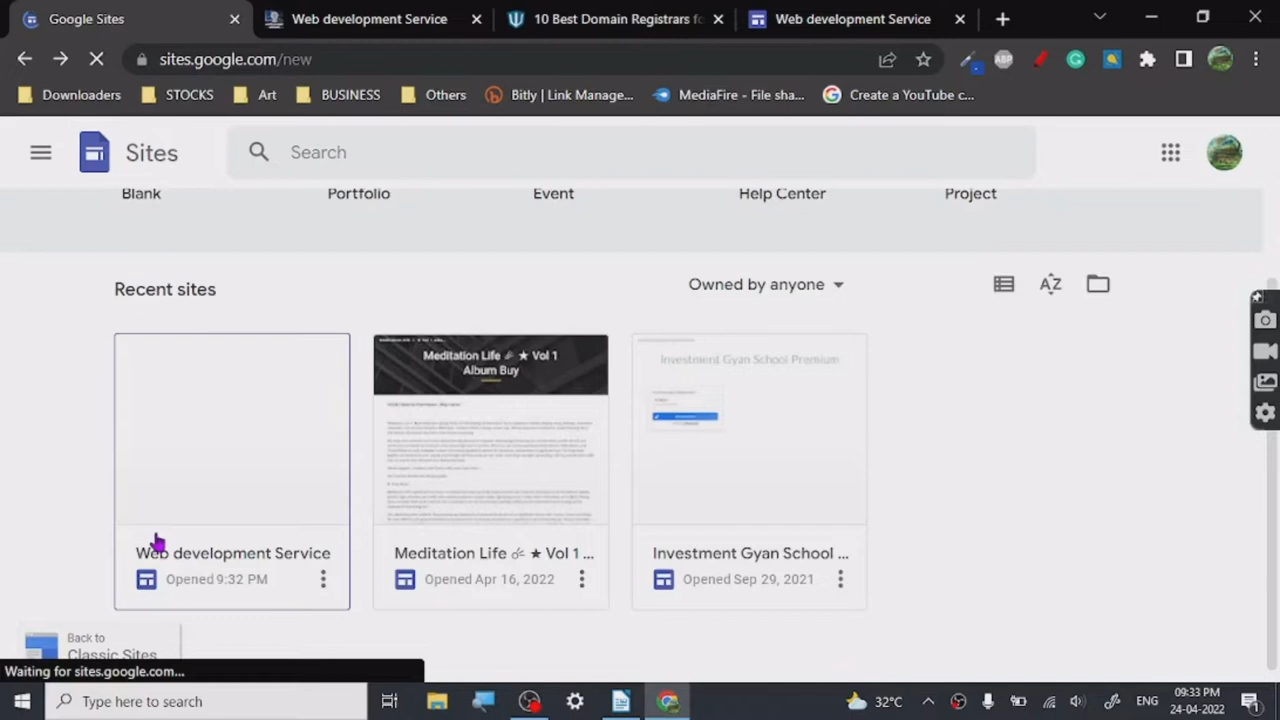 Google Sites
Web development Service
10 Best Domain Registrars fo
Web development Service
sites.google.com/new
ABP
Downloaders
STOCKS
Art
BUSINESS
Others
Bitly | Link Manage...
MediaFire - File sha...
Create a YouTube c...
Sites
Search
Blank
Portfolio
Event
Help Center
Project
Recent sites
Owned by anyone
AZ
Meditation Life ☄ ★ Vol 1
Album Buy
Investment Gyan School Premium
Web development Service
Opened 9:32 PM
Meditation Life ☄ ★ Vol 1 ...
Opened Apr 16, 2022
Investment Gyan School ...
Opened Sep 29, 2021
Back to
Classic Sites
Waiting for sites.google.com...
Type here to search
32°C
ENG
09:33 PM
24-04-2022
1